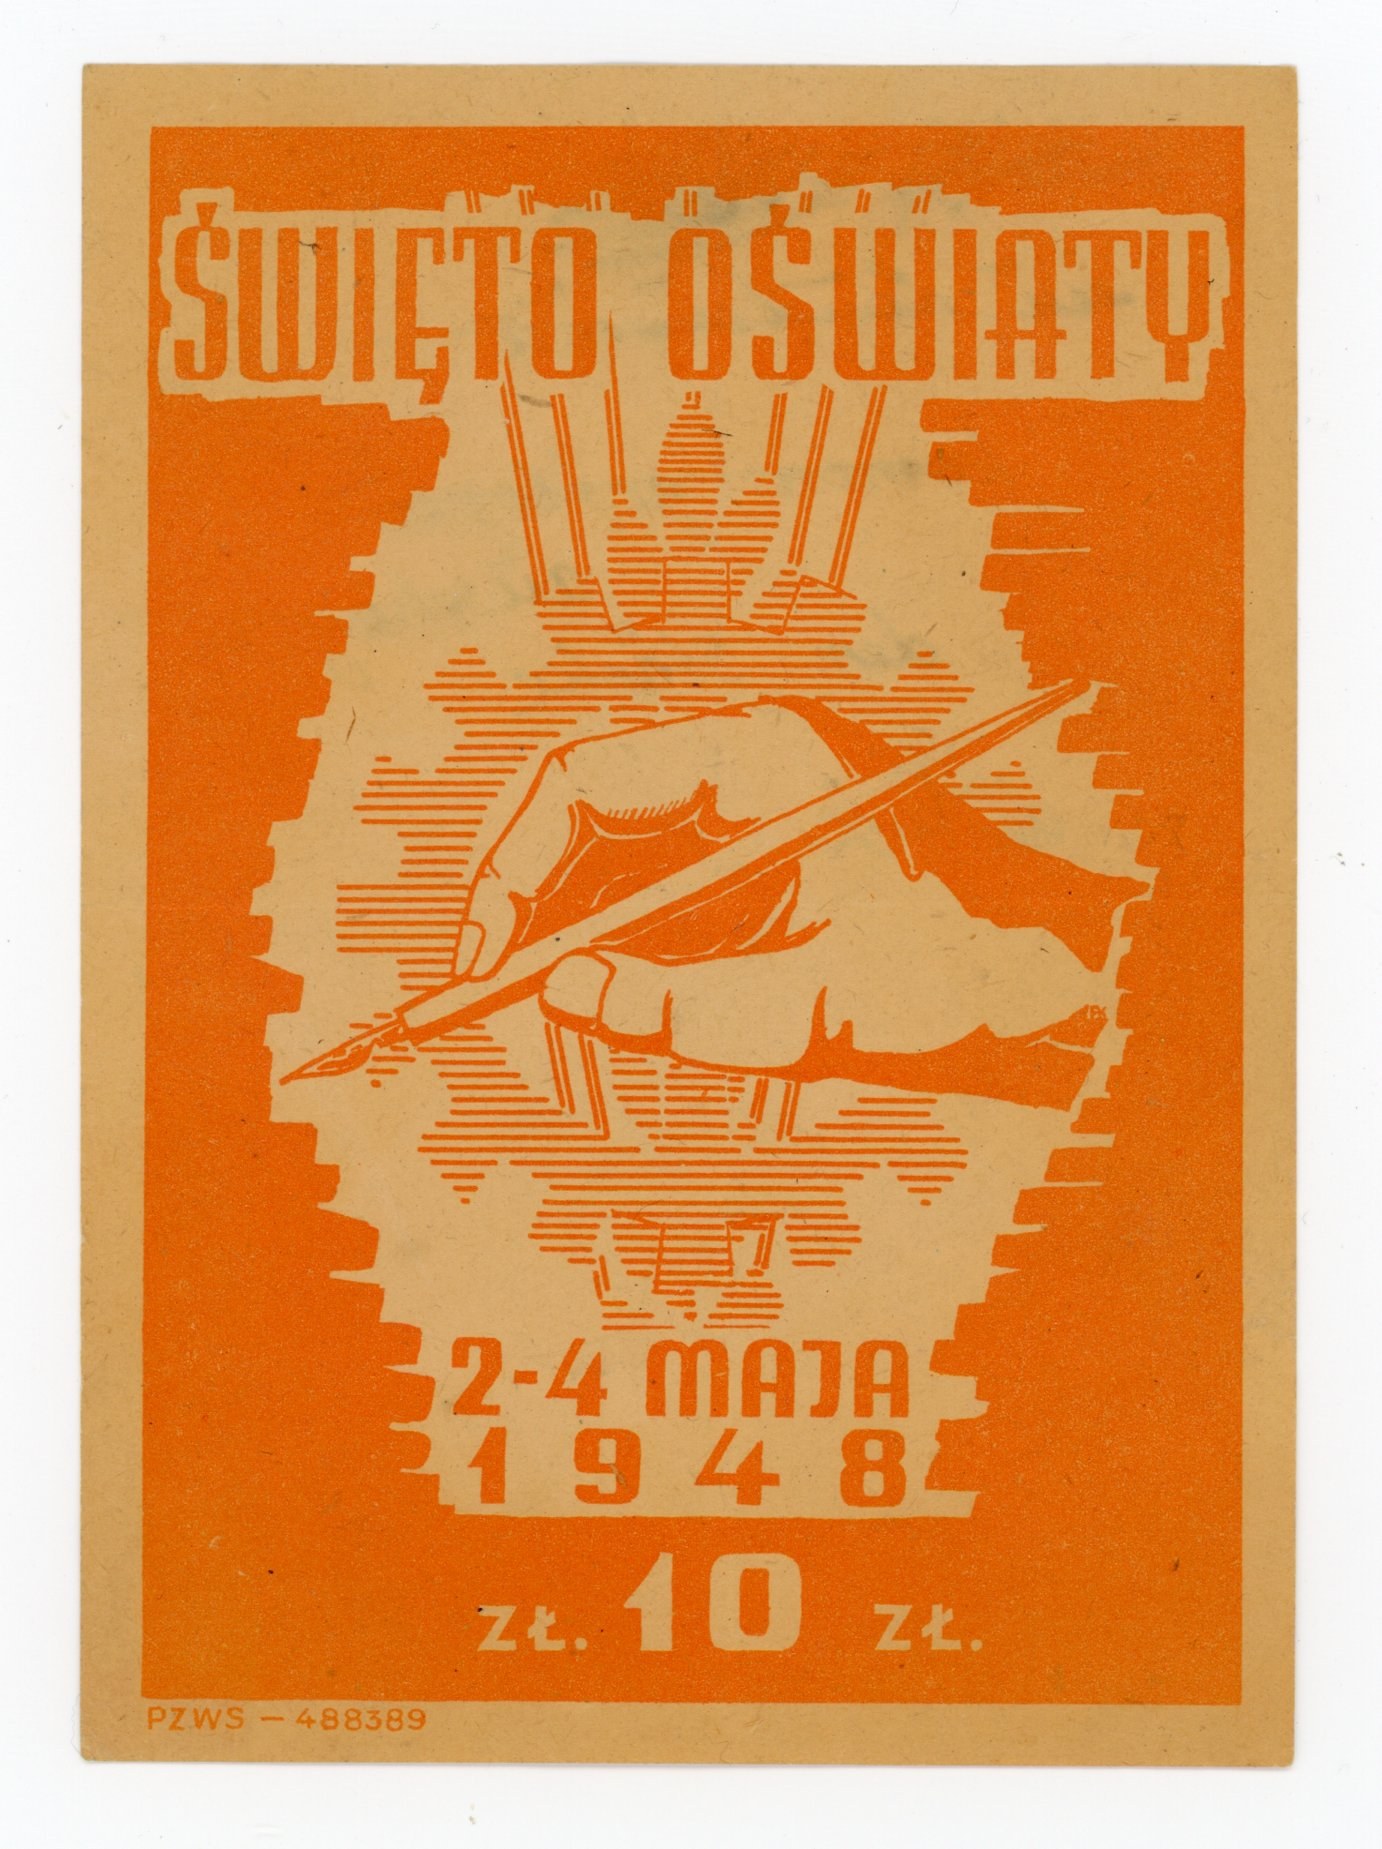 ŚWIĘTO OŚWIATY
2-4 MAJA
1948
ZŁ. 10 ZŁ.
PZWS — 488389